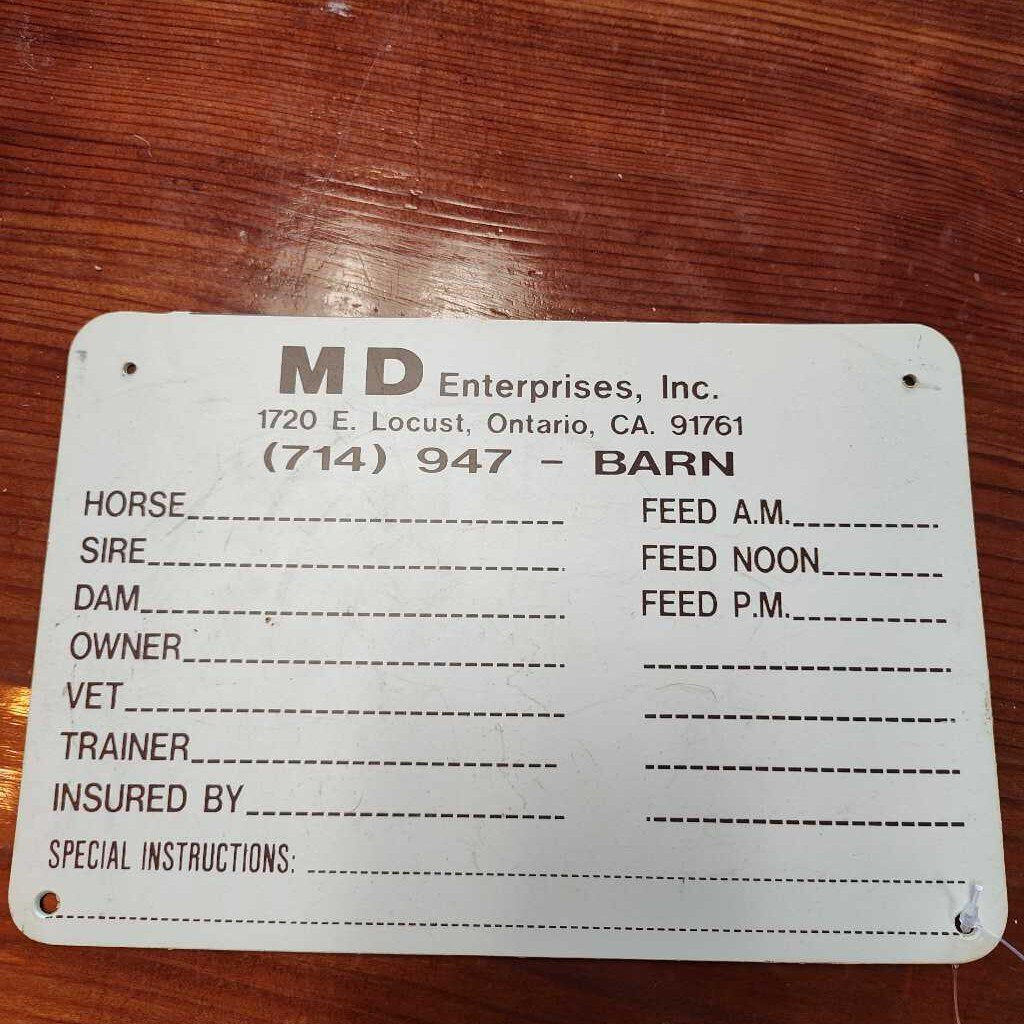 M D Enterprises, Inc.
1720 E. Locust, Ontario, CA. 91761
(714) 947 - BARN
HORSE
FEED A.M.
SIRE
FEED NOON
DAM
FEED P.M.
OWNER
VET
TRAINER
INSURED BY
SPECIAL INSTRUCTIONS: